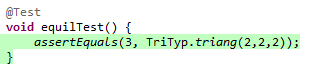 @Test
void equilTest() {
    assertEquals(3, TriTyp.triang(2,2,2));
}